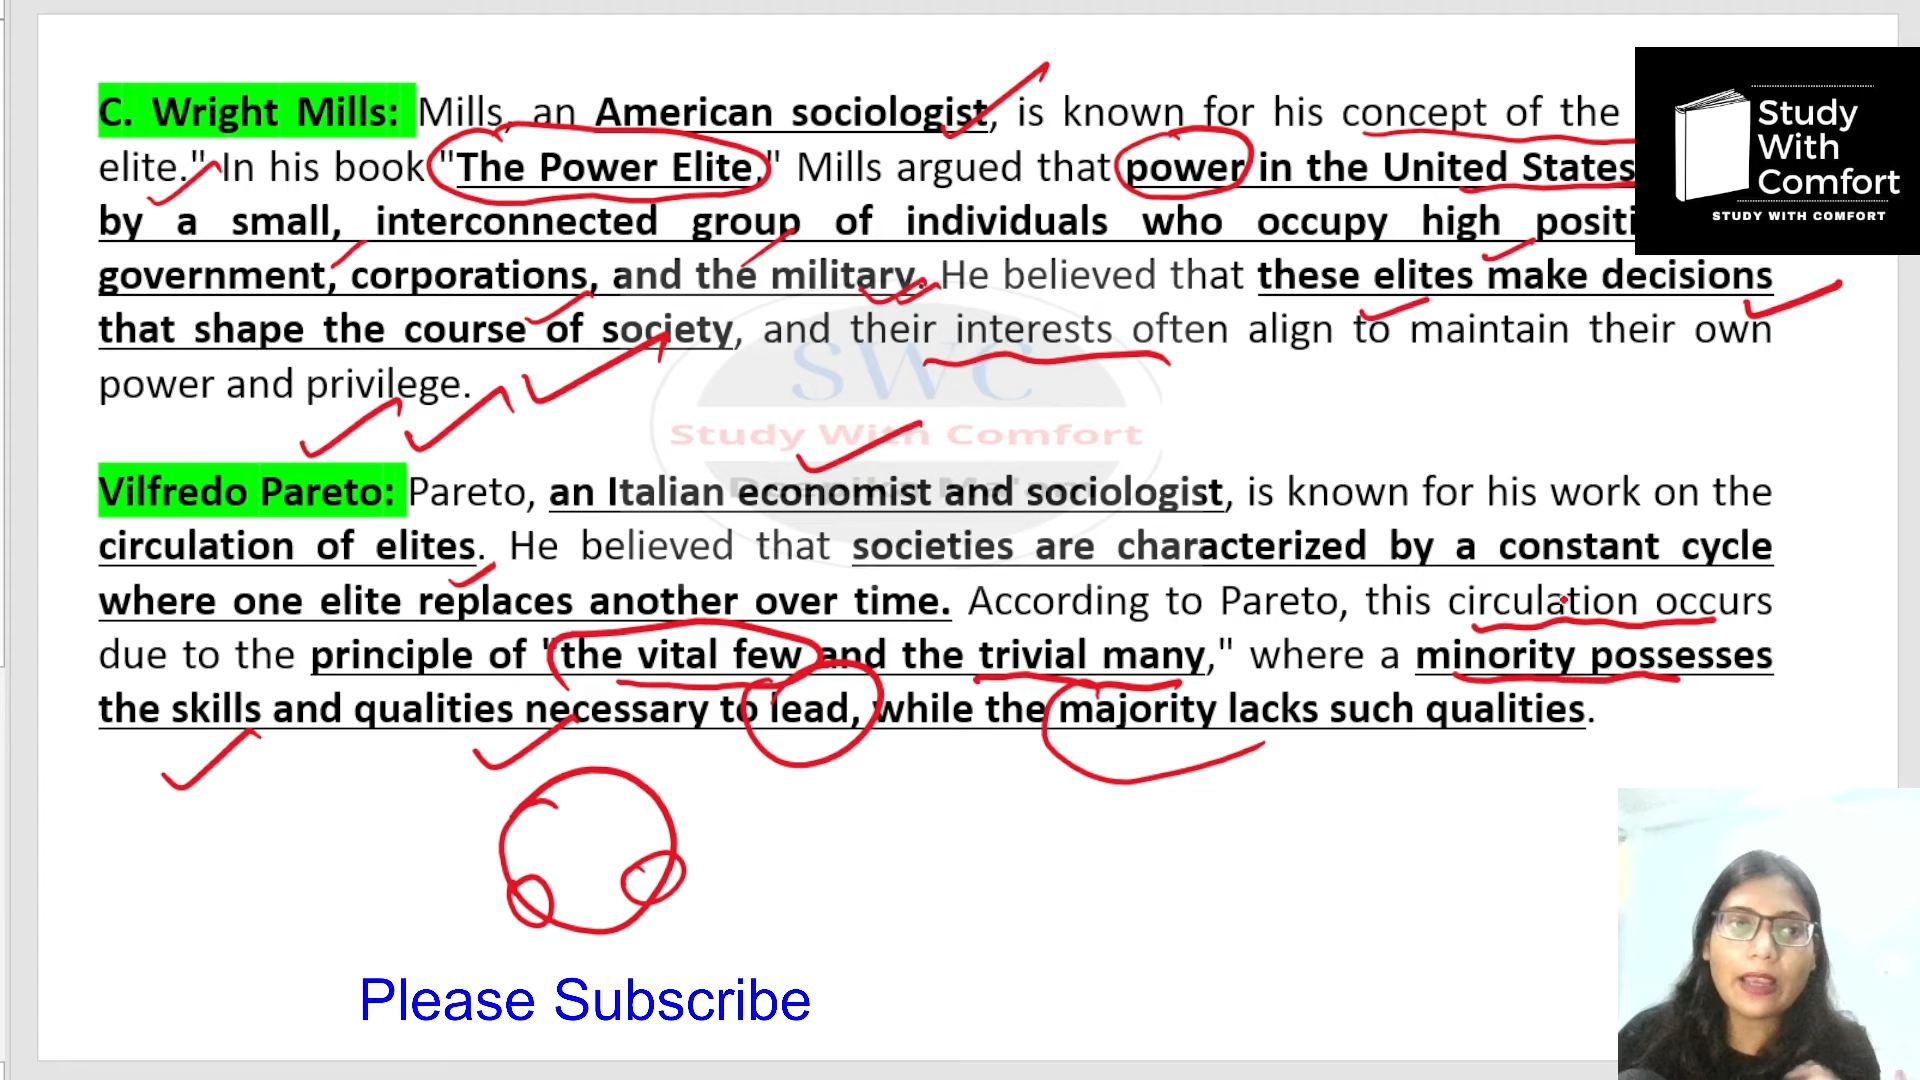 C. Wright Mills: Mills, an American sociologist, is known for his concept of the
elite." In his book "The Power Elite," Mills argued that power in the United States
by a small, interconnected group of individuals who occupy high positi
government, corporations, and the military. He believed that these elites make decisions
that shape the course of society, and their interests often align to maintain their own
power and privilege.
Vilfredo Pareto: Pareto, an Italian economist and sociologist, is known for his work on the
circulation of elites. He believed that societies are characterized by a constant cycle
where one elite replaces another over time. According to Pareto, this circulation occurs
due to the principle of "the vital few and the trivial many," where a minority possesses
the skills and qualities necessary to lead, while the majority lacks such qualities.
Please Subscribe
Study
With
Comfort
STUDY WITH COMFORT
SWC
Study With Comfort